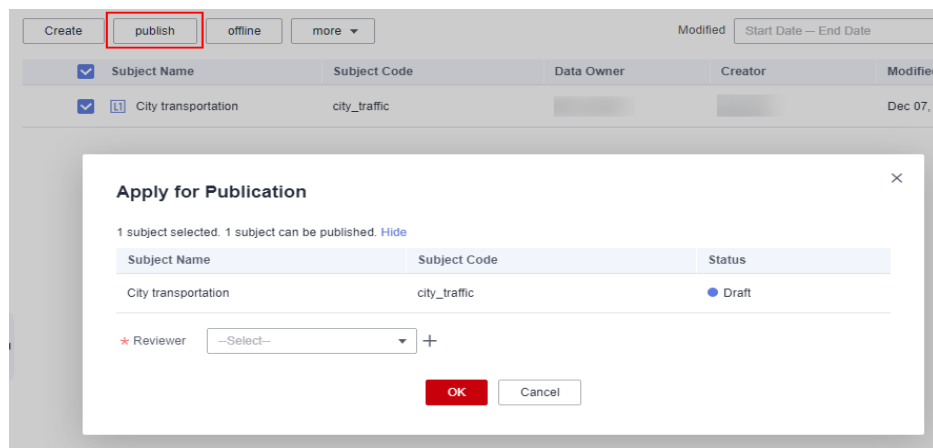 Create publish offline more Modified Start Date — End Date
Subject Name Subject Code Data Owner Creator
L1 City transportation city_traffic Dec 07,
Apply for Publication
1 subject selected. 1 subject can be published. Hide
Subject Name Subject Code Status
City transportation city_traffic Draft
* Reviewer --Select-- +
OK Cancel